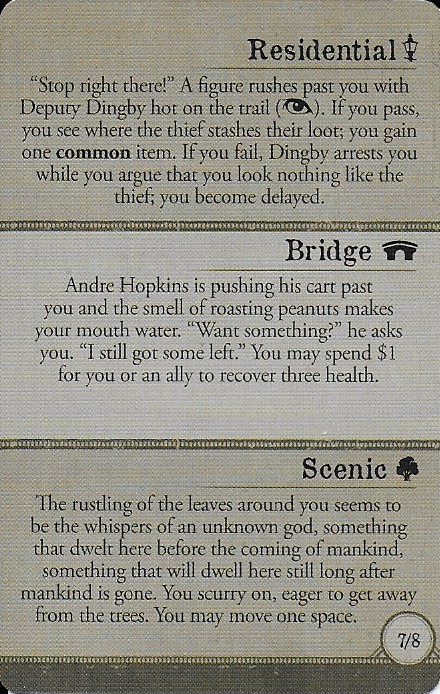 Residential
“Stop right there!” A figure rushes past you with
Deputy Dingby hot on the trail (). If you pass,
you see where the thief stashes their loot; you gain
one common item. If you fail, Dingby arrests you
while you argue that you look nothing like the
thief; you become delayed.
Bridge
Andre Hopkins is pushing his cart past
you and the smell of roasting peanuts makes
your mouth water. “Want something?” he asks
you. “I still got some left.” You may spend $1
for you or an ally to recover three health.
Scenic
The rustling of the leaves around you seems to
be the whispers of an unknown god, something
that dwelt here before the coming of mankind,
something that will dwell here still long after
mankind is gone. You scurry on, eager to get away
from the trees. You may move one space.
7/8